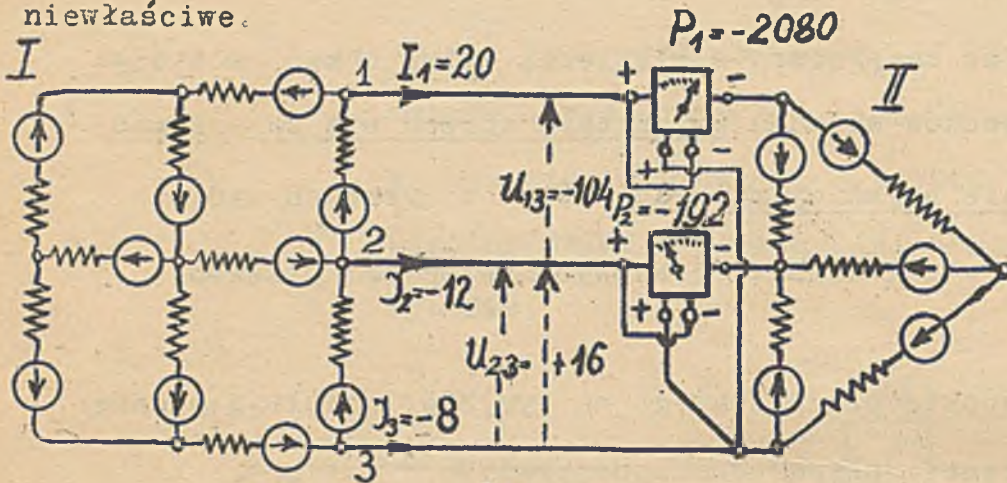 niewłaściwe.
P₁=-2080
I
1
I₁=20
+
-
II
+
-
U₁₃=-104
P₂=-192
2
+
-
J₂=-12
+
-
U₂₃=
+16
J₃=-8
3